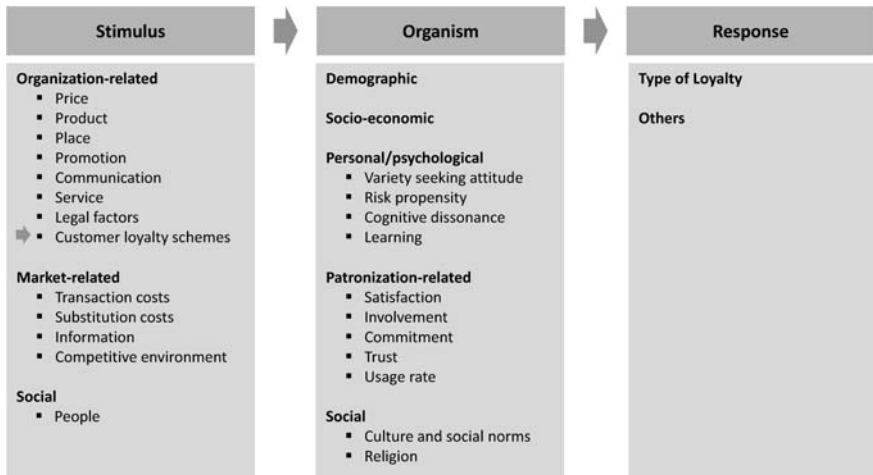 Stimulus
Organization-related
▪ Price
▪ Product
▪ Place
▪ Promotion
▪ Communication
▪ Service
▪ Legal factors
▪ Customer loyalty schemes
Market-related
▪ Transaction costs
▪ Substitution costs
▪ Information
▪ Competitive environment
Social
▪ People
Organism
Demographic
Socio-economic
Personal/psychological
▪ Variety seeking attitude
▪ Risk propensity
▪ Cognitive dissonance
▪ Learning
Patronization-related
▪ Satisfaction
▪ Involvement
▪ Commitment
▪ Trust
▪ Usage rate
Social
▪ Culture and social norms
▪ Religion
Response
Type of Loyalty
Others